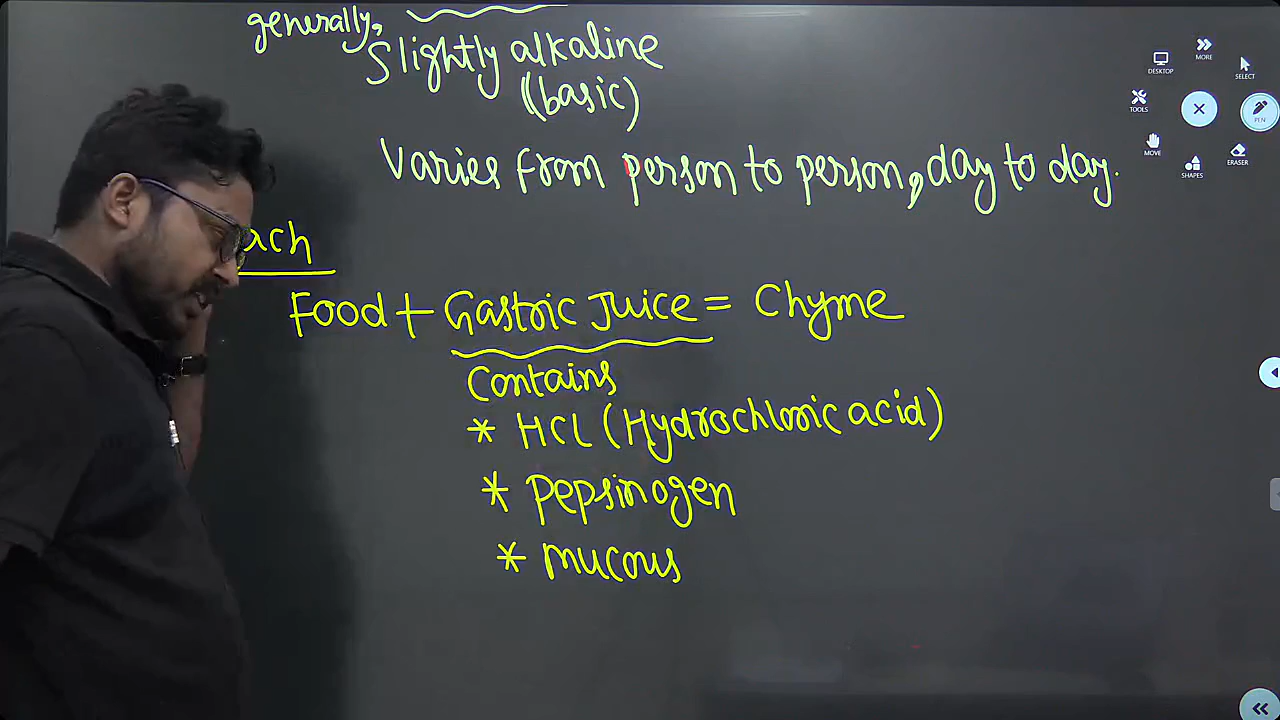 generally,
Slightly alkaline
(basic)
Varies from person to person, day to day.
ach
Food + Gastric Juice = Chyme
Contains
* HCL (Hydrochloric acid)
* Pepsinogen
* Mucous
MORE
DESKTOP
SELECT
TOOLS
PEN
MOVE
ERASER
SHAPES